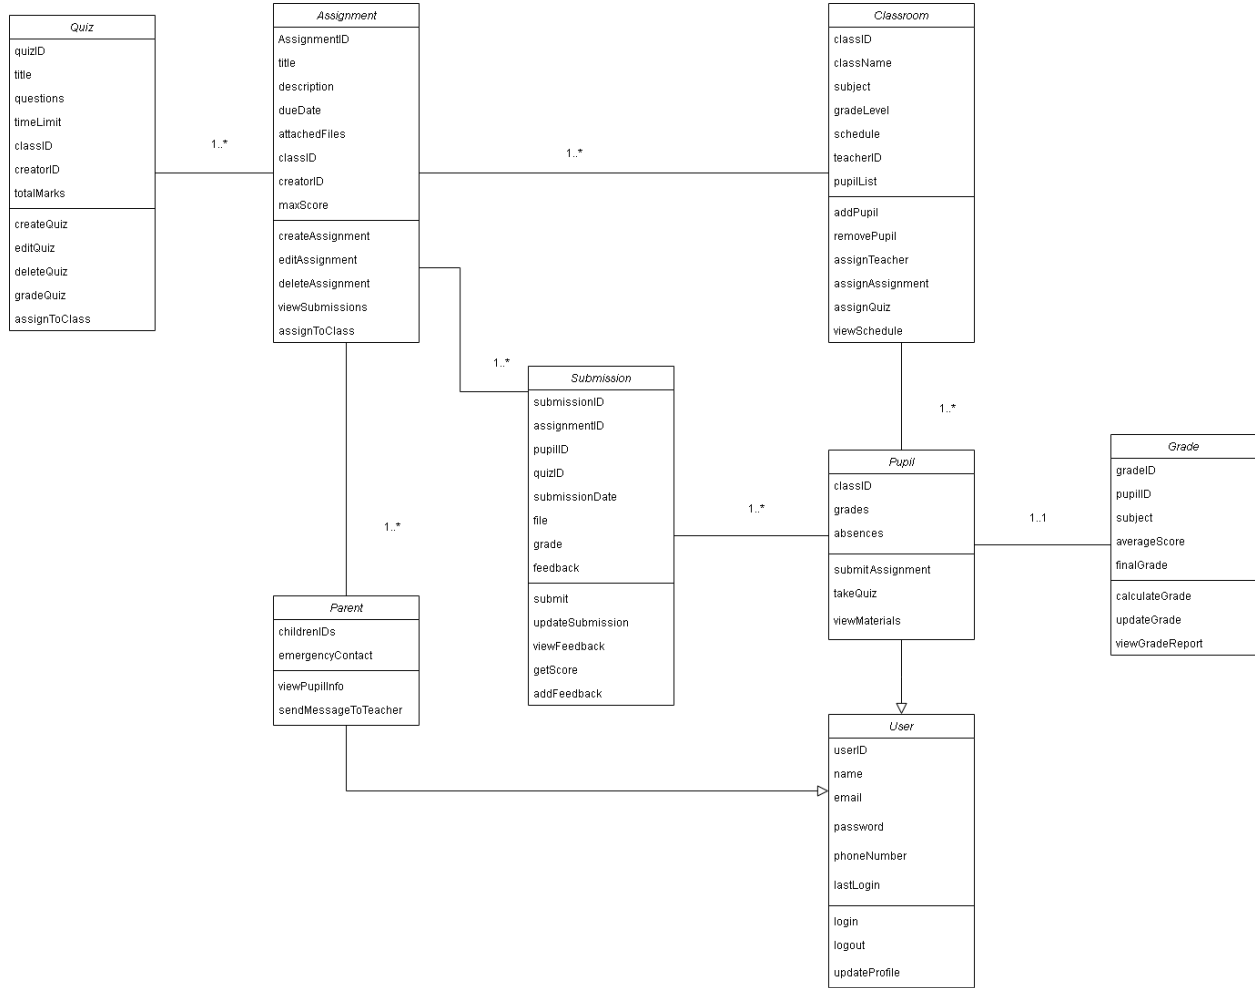 Quiz
quizID
title
questions
timeLimit
classID
creatorID
totalMarks
createQuiz
editQuiz
deleteQuiz
gradeQuiz
assignToClass
1..*
Assignment
AssignmentID
title
description
dueDate
attachedFiles
classID
creatorID
maxScore
createAssignment
editAssignment
deleteAssignment
viewSubmissions
assignToClass
1..*
Classroom
classID
className
subject
gradeLevel
schedule
teacherID
pupilList
addPupil
removePupil
assignTeacher
assignAssignment
assignQuiz
viewSchedule
1..*
Submission
submissionID
assignmentID
pupilID
quizID
submissionDate
file
grade
feedback
submit
updateSubmission
viewFeedback
getScore
addFeedback
1..*
1..*
Pupil
classID
grades
absences
submitAssignment
takeQuiz
viewMaterials
1..1
Grade
gradeID
pupilID
subject
averageScore
finalGrade
calculateGrade
updateGrade
viewGradeReport
1..*
Parent
childrenIDs
emergencyContact
viewPupilInfo
sendMessageToTeacher
User
userID
name
email
password
phoneNumber
lastLogin
login
logout
updateProfile